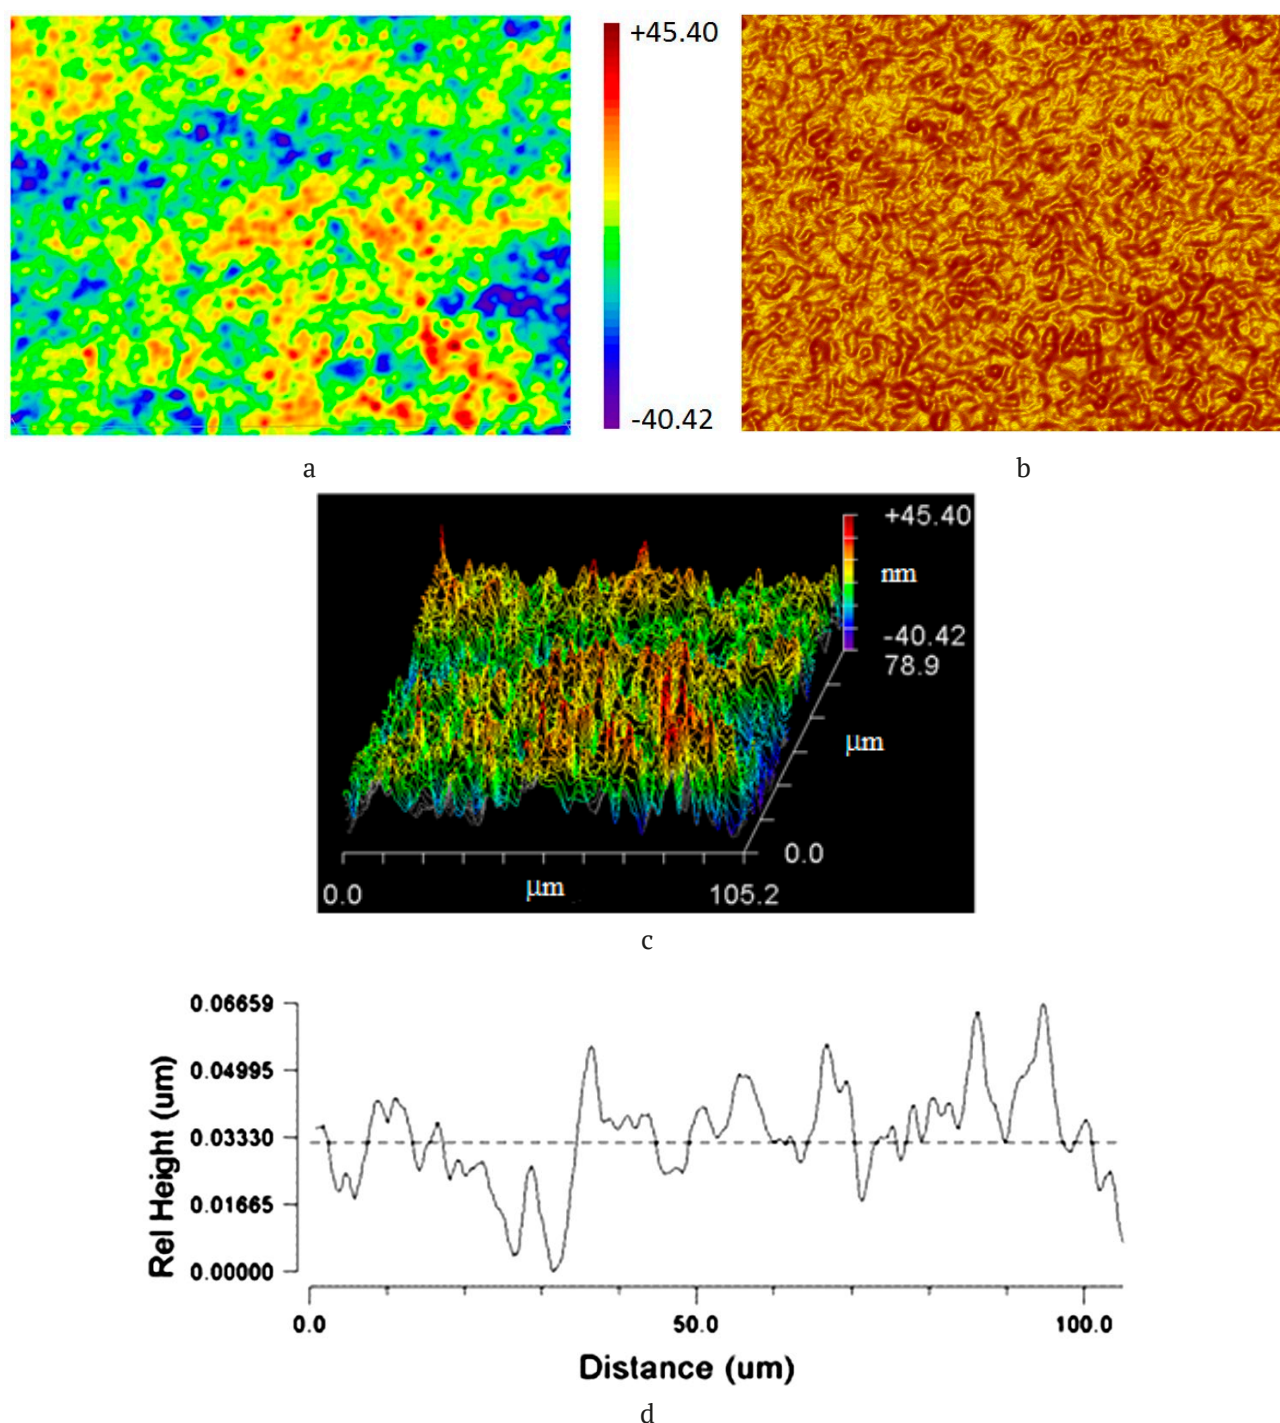 +45.40
-40.42
a
b
+45.40
nm
-40.42
78.9
μm
0.0
0.0
μm
105.2
c
0.06659
0.04995
0.03330
0.01665
0.00000
Rel Height (um)
0.0
50.0
100.0
Distance (um)
d